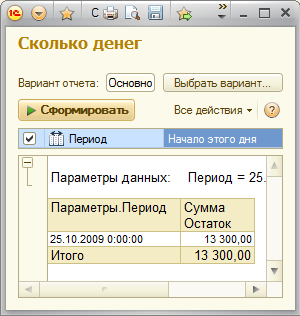 Сколько денег
Вариант отчета: Основно Выбрать вариант...
Сформировать Все действия
Период Начало этого дня
Параметры данных: Период = 25.
Параметры.Период Сумма
Остаток
25.10.2009 0:00:00 13 300,00
Итого 13 300,00